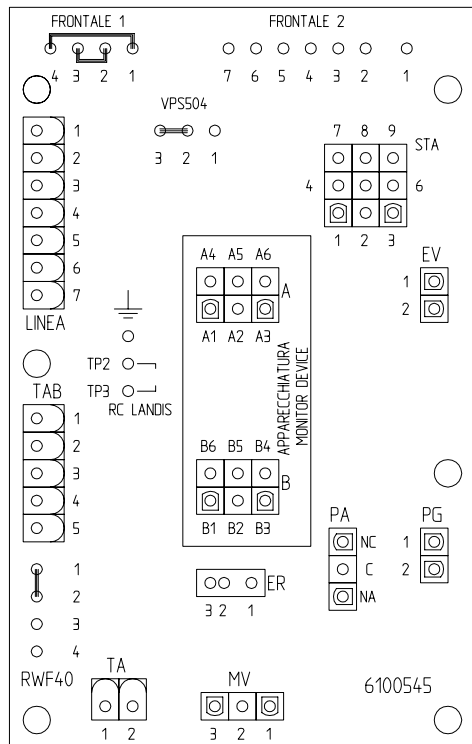 FRONTALE 1
FRONTALE 2
4 3 2 1
7 6 5 4 3 2 1
VPS504
3 2 1
1
2
3
4
5
6
7
LINEA
7 8 9
STA
4 6
1 2 3
EV
1
2
A4 A5 A6
A
A1 A2 A3
TP2
TP3
RC LANDIS
APPARECCHIATURA
MONITOR DEVICE
TAB
1
2
3
4
5
B6 B5 B4
B
B1 B2 B3
PA
NC
C
NA
PG
1
2
1
2
3
4
RWF40
ER
3 2 1
TA
1 2
MV
3 2 1
6100545